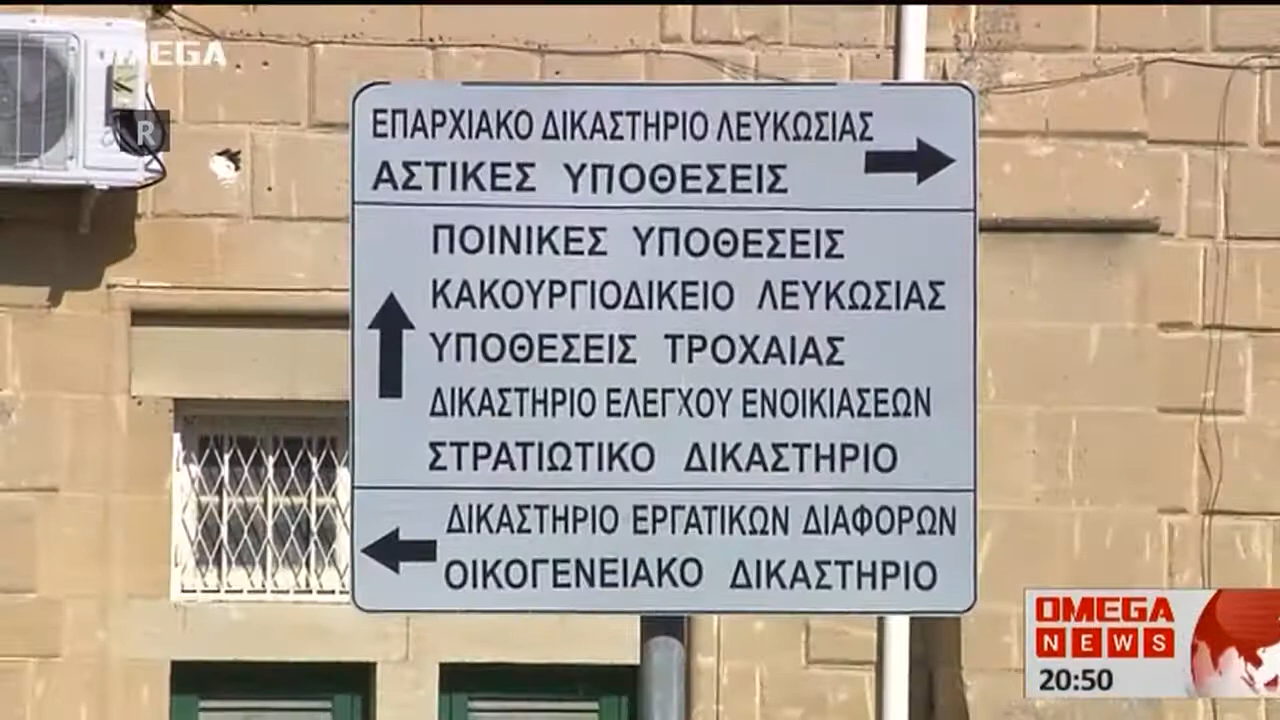 OMEGA
R
ΕΠΑΡΧΙΑΚΟ ΔΙΚΑΣΤΗΡΙΟ ΛΕΥΚΩΣΙΑΣ
ΑΣΤΙΚΕΣ ΥΠΟΘΕΣΕΙΣ
ΠΟΙΝΙΚΕΣ ΥΠΟΘΕΣΕΙΣ
ΚΑΚΟΥΡΓΙΟΔΙΚΕΙΟ ΛΕΥΚΩΣΙΑΣ
ΥΠΟΘΕΣΕΙΣ ΤΡΟΧΑΙΑΣ
ΔΙΚΑΣΤΗΡΙΟ ΕΛΕΓΧΟΥ ΕΝΟΙΚΙΑΣΕΩΝ
ΣΤΡΑΤΙΩΤΙΚΟ ΔΙΚΑΣΤΗΡΙΟ
ΔΙΚΑΣΤΗΡΙΟ ΕΡΓΑΤΙΚΩΝ ΔΙΑΦΟΡΩΝ
ΟΙΚΟΓΕΝΕΙΑΚΟ ΔΙΚΑΣΤΗΡΙΟ
OMEGA
NEWS
20:50